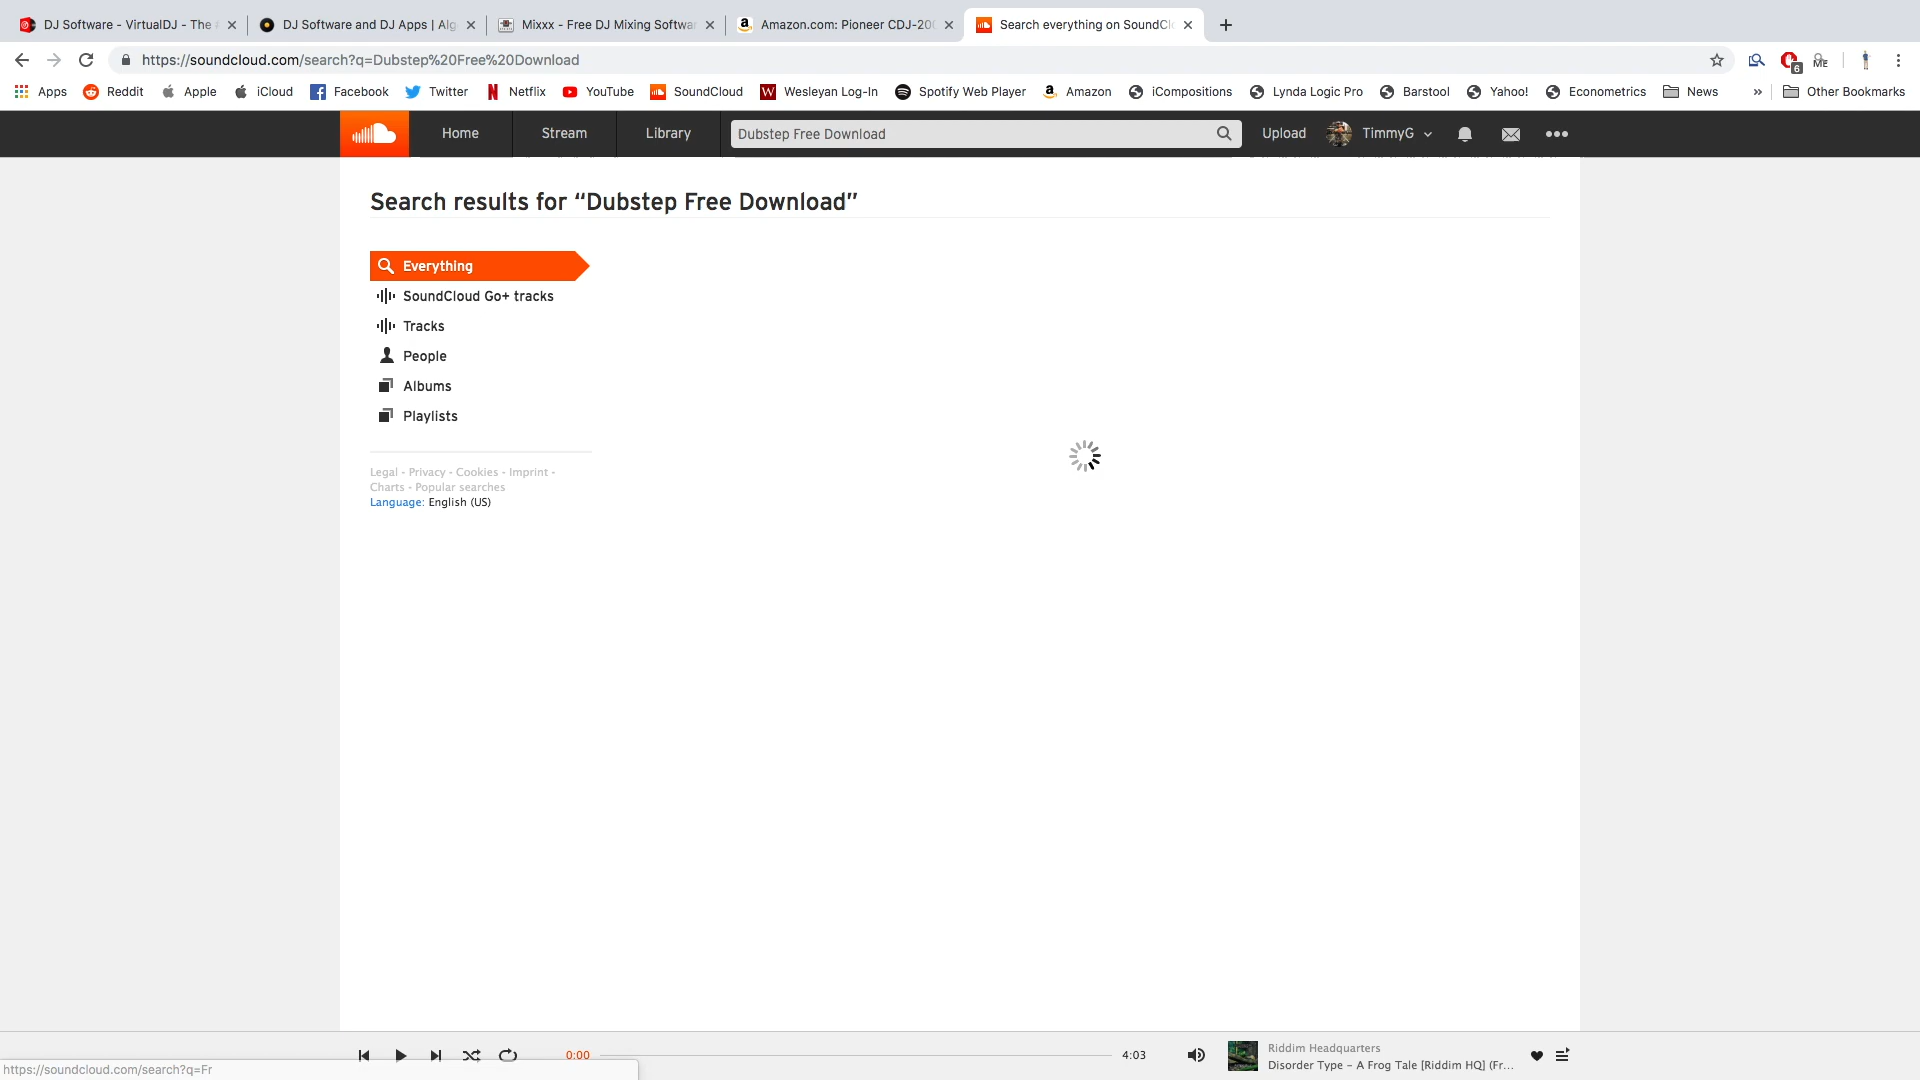 DJ Software - VirtualDJ - The
DJ Software and DJ Apps | Alg
Mixxx - Free DJ Mixing Softwar
Amazon.com: Pioneer CDJ-200
Search everything on SoundCl
https://soundcloud.com/search?q=Dubstep%20Free%20Download
6
ME
Apps
Reddit
Apple
iCloud
Facebook
Twitter
Netflix
YouTube
SoundCloud
W
Wesleyan Log-In
Spotify Web Player
Amazon
iCompositions
Lynda Logic Pro
Barstool
Yahoo!
Econometrics
News
»
Other Bookmarks
Home
Stream
Library
Dubstep Free Download
Upload
TimmyG
Search results for “Dubstep Free Download”
Everything
SoundCloud Go+ tracks
Tracks
People
Albums
Playlists
Legal - Privacy - Cookies - Imprint -
Charts - Popular searches
Language: English (US)
0:00
4:03
Riddim Headquarters
Disorder Type – A Frog Tale [Riddim HQ] (Fr...
https://soundcloud.com/search?q=Fr